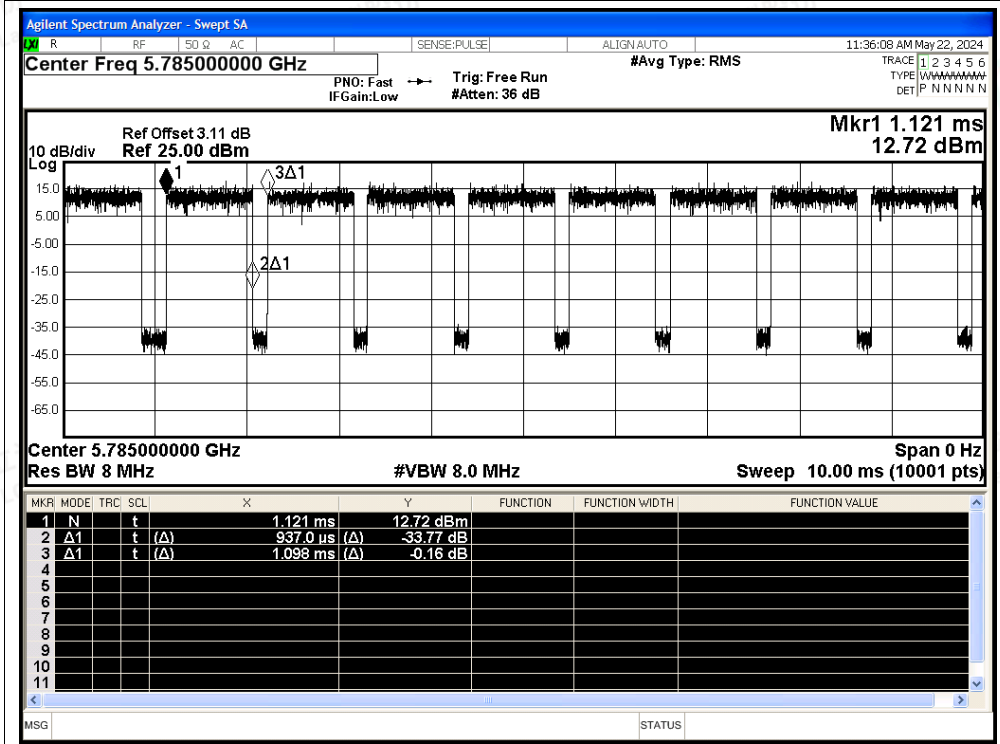 Agilent Spectrum Analyzer - Swept SA
LXI R RF 50 Ω AC SENSE:PULSE ALIGN AUTO 11:36:08 AM May 22, 2024
Center Freq 5.785000000 GHz #Avg Type: RMS TRACE 1 2 3 4 5 6
PNO: Fast Trig: Free Run TYPE
IFGain:Low #Atten: 36 dB DET P N N N N N
Mkr1 1.121 ms
Ref Offset 3.11 dB
10 dB/div Ref 25.00 dBm 12.72 dBm
Log
1 3Δ1
15.0
5.00
-5.00
2Δ1
-15.0
-25.0
-35.0
-45.0
-55.0
-65.0
Center 5.785000000 GHz Span 0 Hz
Res BW 8 MHz #VBW 8.0 MHz Sweep 10.00 ms (10001 pts)
MKR MODE TRC SCL X Y FUNCTION FUNCTION WIDTH FUNCTION VALUE
1 N t 1.121 ms 12.72 dBm
2 Δ1 t (Δ) 937.0 µs (Δ) -33.77 dB
3 Δ1 t (Δ) 1.098 ms (Δ) -0.16 dB
4
5
6
7
8
9
10
11
MSG STATUS